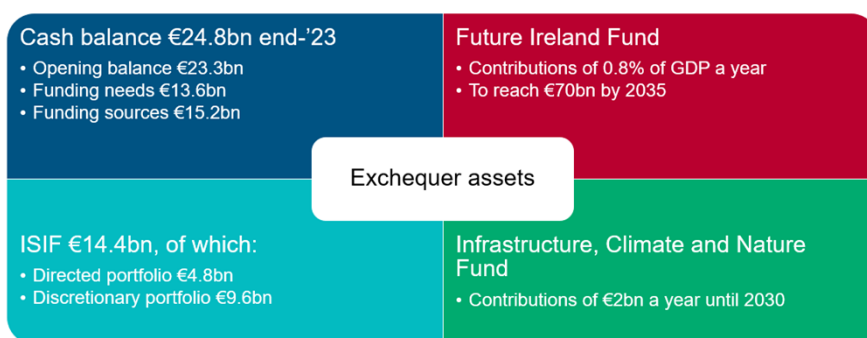 Cash balance €24.8bn end-’23
• Opening balance €23.3bn
• Funding needs €13.6bn
• Funding sources €15.2bn
Future Ireland Fund
• Contributions of 0.8% of GDP a year
• To reach €70bn by 2035
Exchequer assets
ISIF €14.4bn, of which:
• Directed portfolio €4.8bn
• Discretionary portfolio €9.6bn
Infrastructure, Climate and Nature
Fund
• Contributions of €2bn a year until 2030